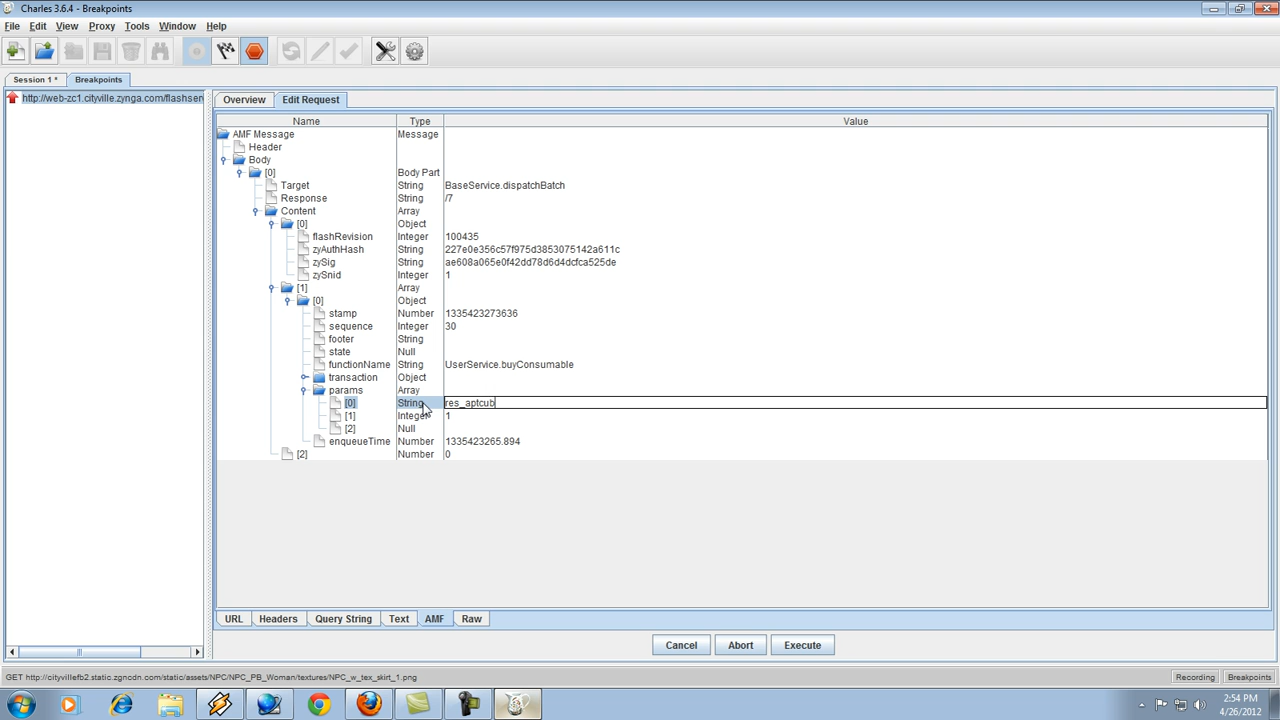 Charles 3.6.4 - Breakpoints
File Edit View Proxy Tools Window Help
Session 1 * Breakpoints
http://web-zc1.cityville.zynga.com/flashser
Overview Edit Request
Name Type Value
AMF Message Message
Header
Body
[0] Body Part
Target String BaseService.dispatchBatch
Response String /7
Content Array
[0] Object
flashRevision Integer 100435
zyAuthHash String 227e0e356c57f975d3853075142a611c
zySig String ae608a065e0f42dd78d6d4dcfca525de
zySnid Integer 1
[1] Array
[0] Object
stamp Number 1335423273636
sequence Integer 30
footer String
state Null
functionName String UserService.buyConsumable
transaction Object
params Array
[0] String res_aptcub
[1] Integer 1
[2] Null
enqueueTime Number 1335423265.894
[2] Number 0
URL Headers Query String Text AMF Raw
Cancel Abort Execute
GET http://cityvillefb2.static.zgncdn.com/static/assets/NPC/NPC_PB_Woman/textures/NPC_w_tex_skirt_1.png Recording Breakpoints
2:54 PM
4/26/2012